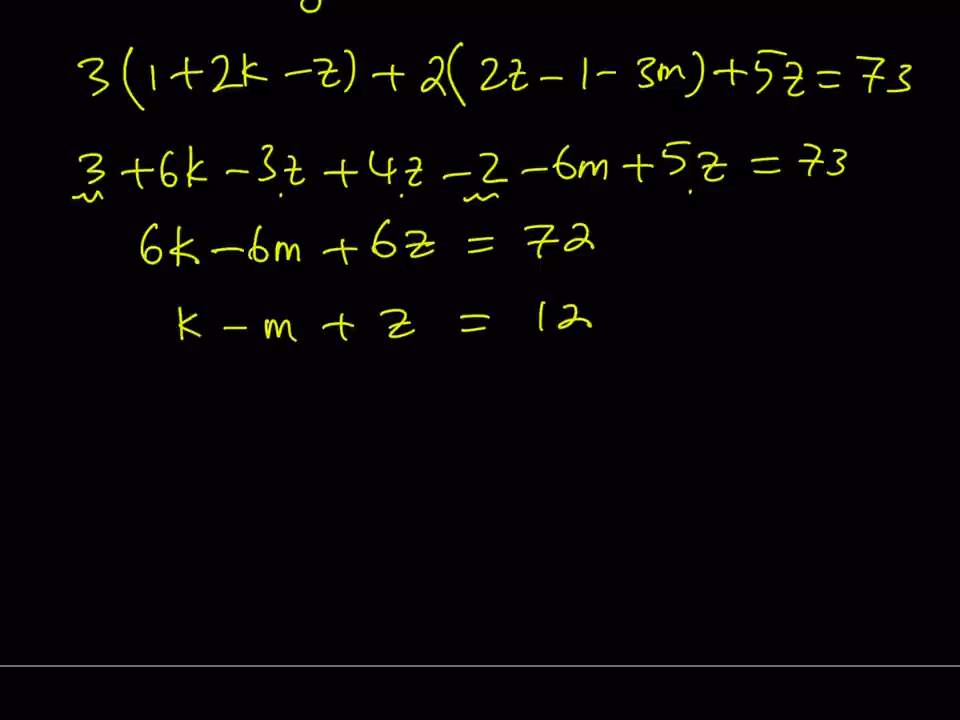 3(1+2k-z)+2(2z-1-3m)+5z=73
3+6k-3z+4z-2-6m+5z=73
6k-6m+6z=72
k-m+z=12